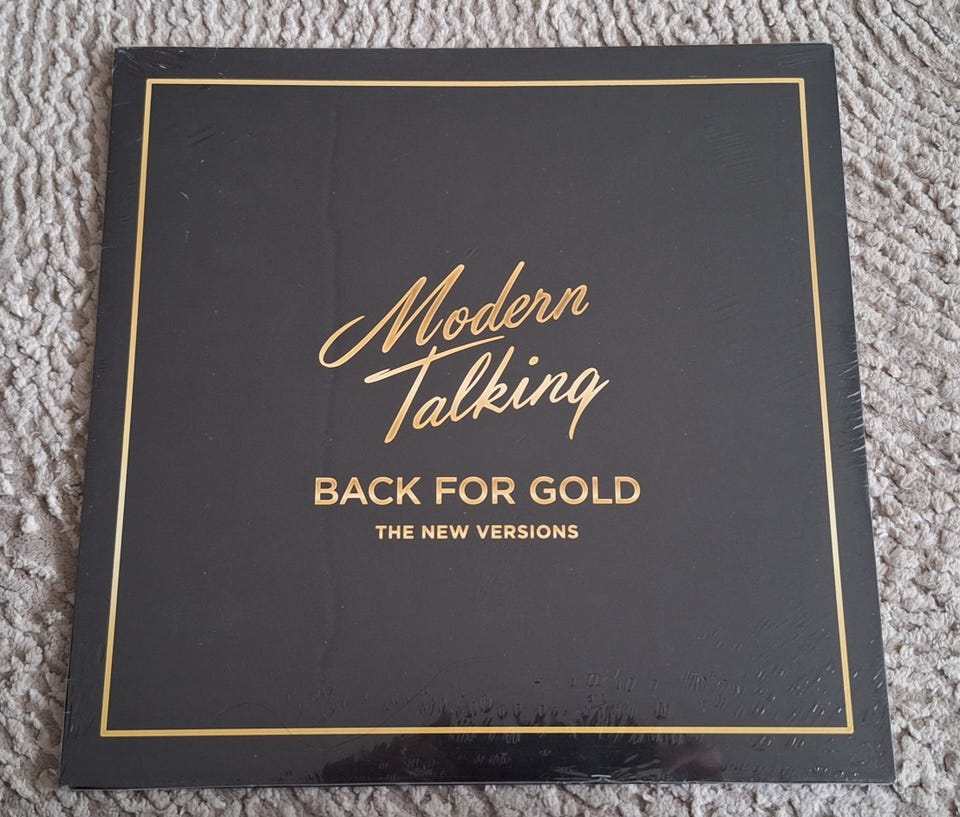 Modern
Talking
BACK FOR GOLD
THE NEW VERSIONS